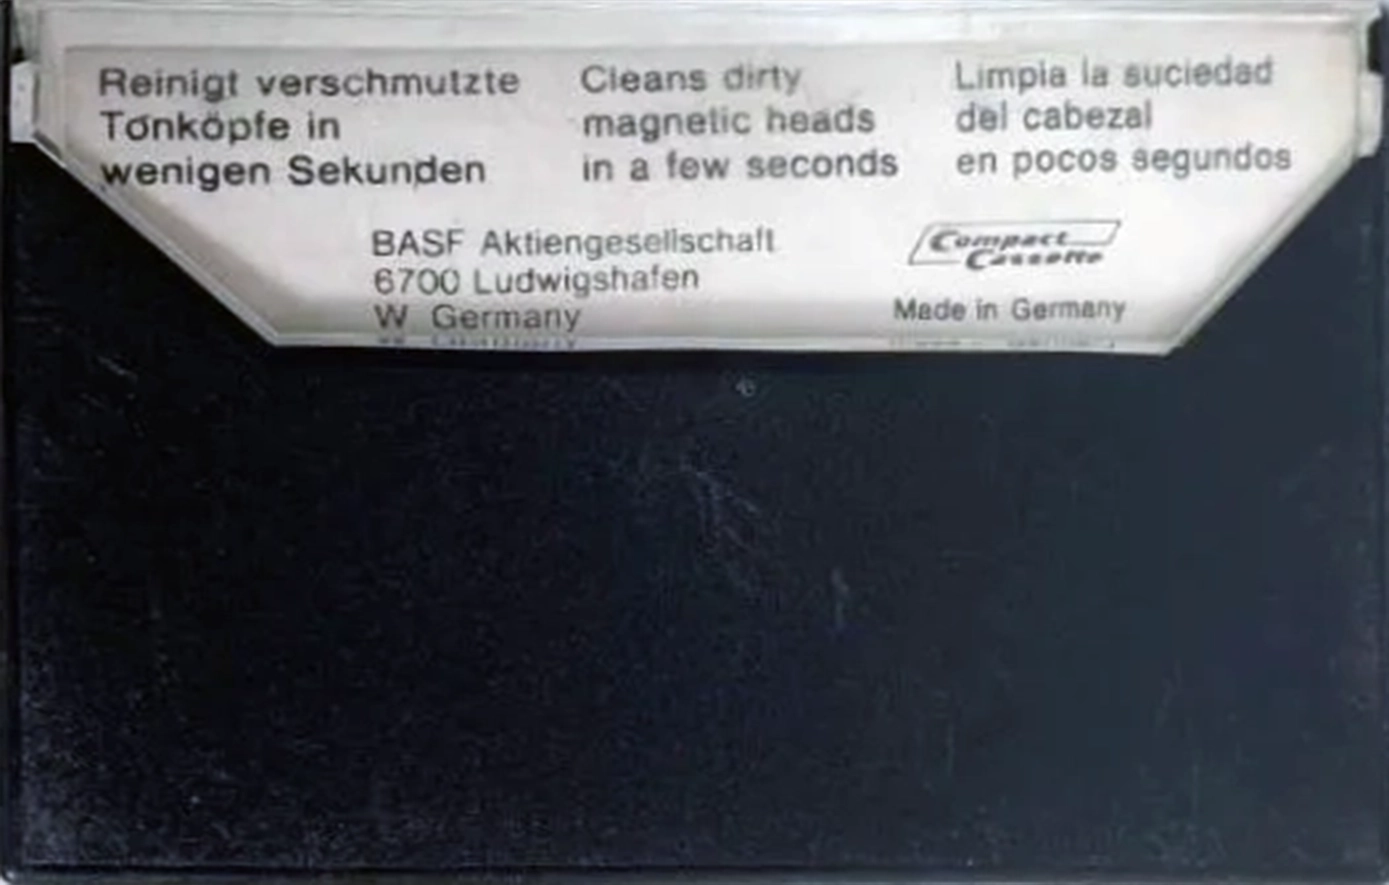 Reinigt verschmutzte
Tonköpfe in
wenigen Sekunden
Cleans dirty
magnetic heads
in a few seconds
Limpia la suciedad
del cabezal
en pocos segundos
BASF Aktiengesellschaft
6700 Ludwigshafen
W Germany
Compact
Cassette
Made in Germany